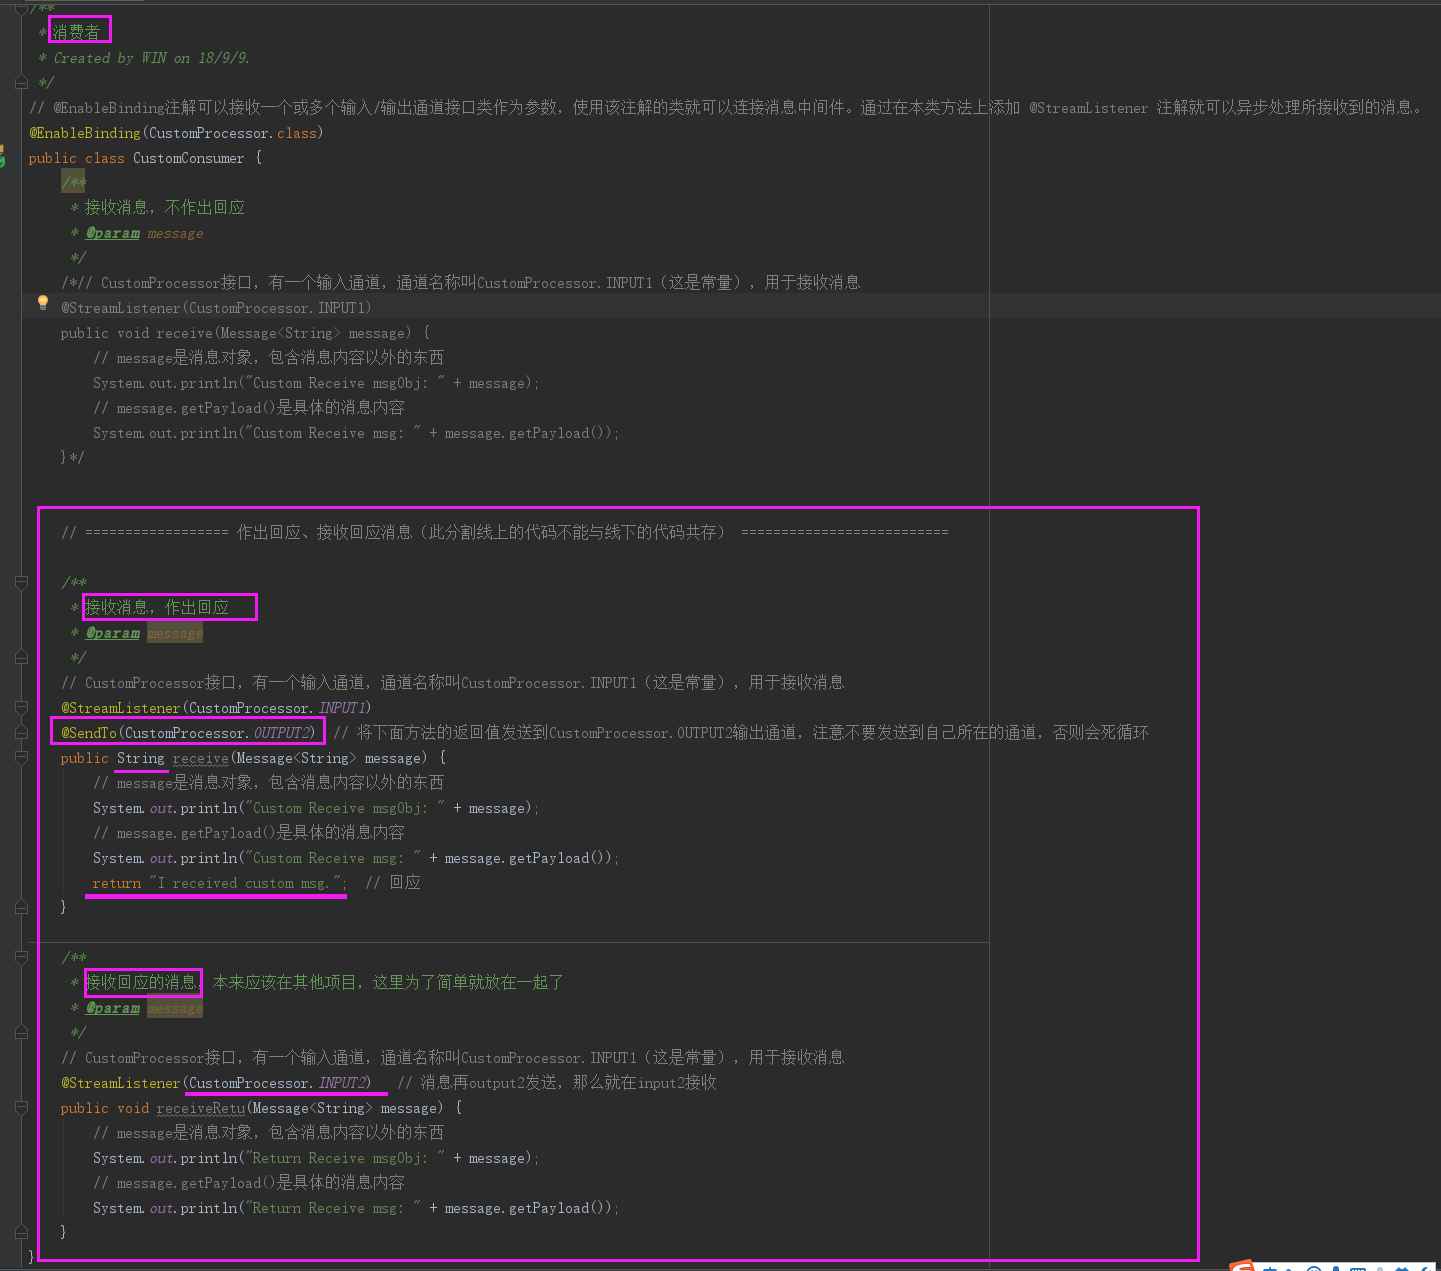 /**
* 消费者
* Created by WIN on 18/9/9.
*/
// @EnableBinding注解可以接收一个或多个输入/输出通道接口类作为参数，使用该注解的类就可以连接消息中间件。通过在本类方法上添加 @StreamListener 注解就可以异步处理所接收到的消息。
@EnableBinding(CustomProcessor.class)
public class CustomConsumer {
/**
* 接收消息，不作出回应
* @param message
*/
/*// CustomProcessor接口，有一个输入通道，通道名称叫CustomProcessor.INPUT1（这是常量），用于接收消息
@StreamListener(CustomProcessor.INPUT1)
public void receive(Message<String> message) {
// message是消息对象，包含消息内容以外的东西
System.out.println("Custom Receive msgObj: " + message);
// message.getPayload()是具体的消息内容
System.out.println("Custom Receive msg: " + message.getPayload());
}*/
// ================== 作出回应、接收回应消息（此分割线上的代码不能与线下的代码共存） ==========================
/**
* 接收消息，作出回应
* @param message
*/
// CustomProcessor接口，有一个输入通道，通道名称叫CustomProcessor.INPUT1（这是常量），用于接收消息
@StreamListener(CustomProcessor.INPUT1)
@SendTo(CustomProcessor.OUTPUT2) // 将下面方法的返回值发送到CustomProcessor.OUTPUT2输出通道，注意不要发送到自己所在的通道，否则会死循环
public String receive(Message<String> message) {
// message是消息对象，包含消息内容以外的东西
System.out.println("Custom Receive msgObj: " + message);
// message.getPayload()是具体的消息内容
System.out.println("Custom Receive msg: " + message.getPayload());
return "I received custom msg."; // 回应
}
/**
* 接收回应的消息，本来应该在其他项目，这里为了简单就放在一起了
* @param message
*/
// CustomProcessor接口，有一个输入通道，通道名称叫CustomProcessor.INPUT1（这是常量），用于接收消息
@StreamListener(CustomProcessor.INPUT2) // 消息再output2发送，那么就在input2接收
public void receiveRetu(Message<String> message) {
// message是消息对象，包含消息内容以外的东西
System.out.println("Return Receive msgObj: " + message);
// message.getPayload()是具体的消息内容
System.out.println("Return Receive msg: " + message.getPayload());
}
}